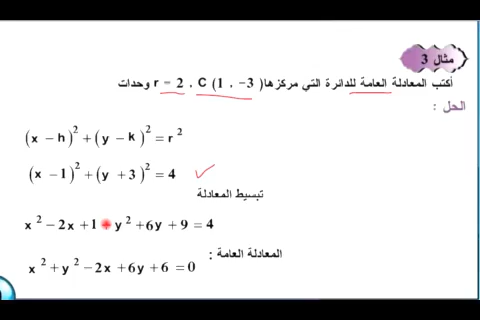 مثال 3
أكتب المعادلة العامة للدائرة التي مركزها C (1 , -3) , r = 2 وحدات
الحل :
(x - h)² + (y - k)² = r²
(x - 1)² + (y + 3)² = 4
تبسيط المعادلة
x² - 2x + 1 + y² + 6y + 9 = 4
المعادلة العامة :
x² + y² - 2x + 6y + 6 = 0